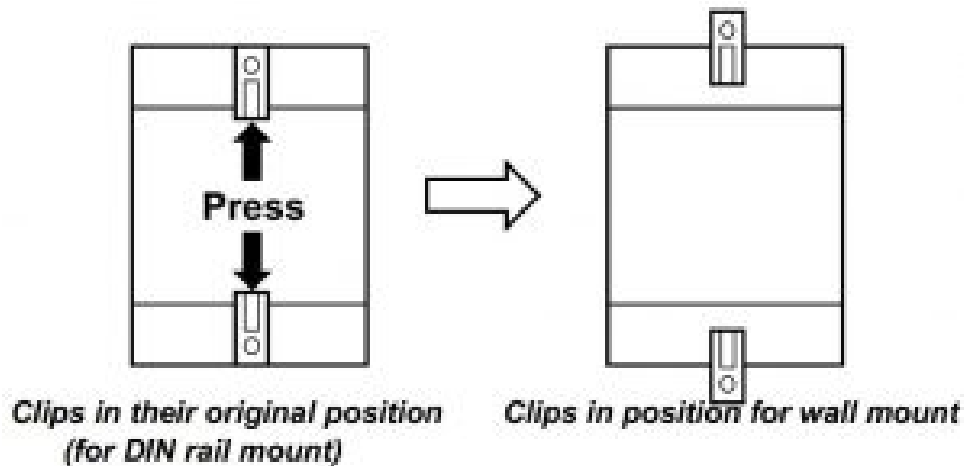 Press
Clips in their original position
(for DIN rail mount)
Clips in position for wall mount